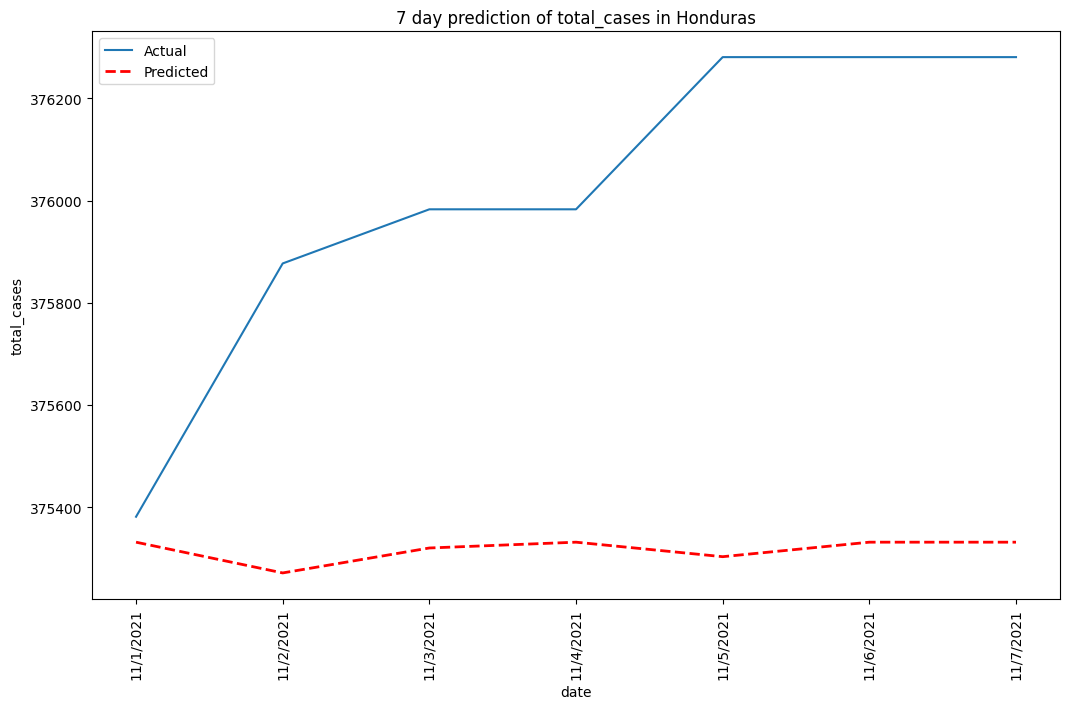 7 day prediction of total_cases in Honduras
Actual
Predicted
376200
376000
375800
375600
375400
total_cases
11/1/2021
11/2/2021
11/3/2021
11/4/2021
11/5/2021
11/6/2021
11/7/2021
date